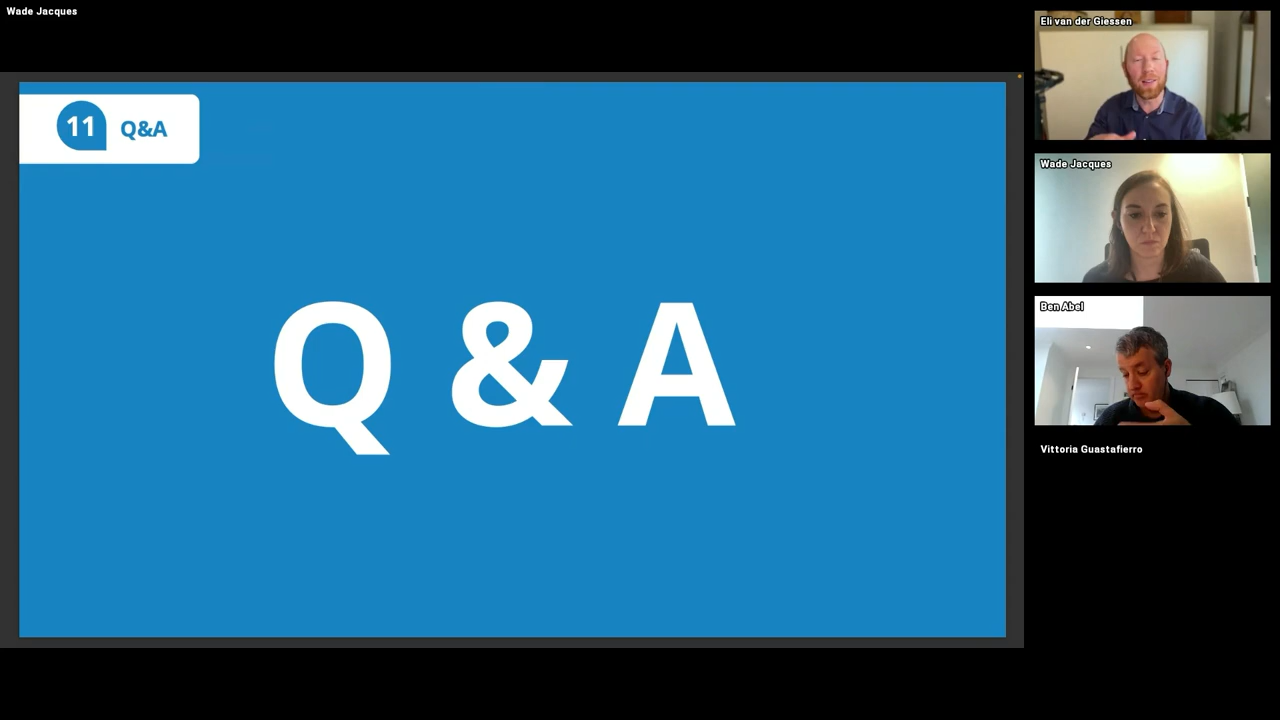 Wade Jacques
11 Q&A
Q & A
Eli van der Giessen
Wade Jacques
Ben Abel
Vittoria Guastafierro